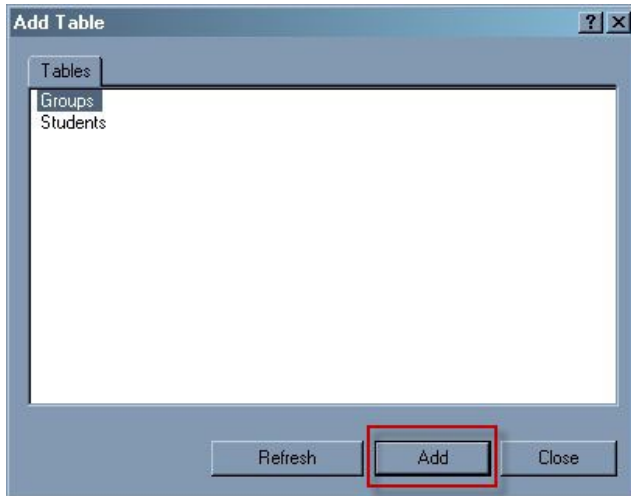 Add Table
Tables
Groups
Students
Refresh Add Close